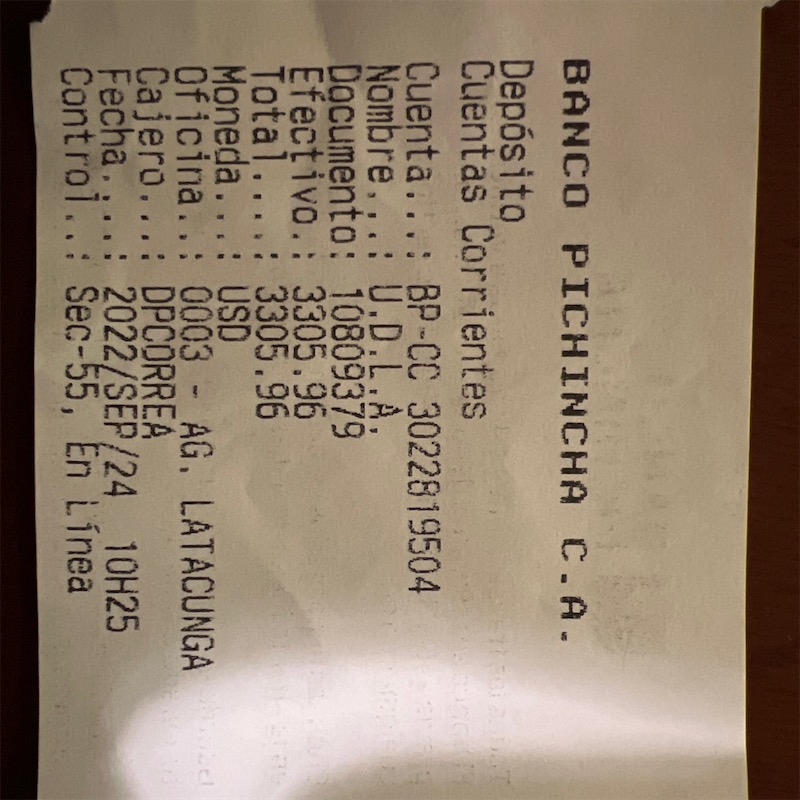 BANCO PICHINCHA C.A.
Depósito
Cuentas Corrientes
Cuenta...: BP-CC 3022819504
Nombre...: U.D.L.A.
Documento: 10809379
Efectivo.: 3305.96
Total....: 3305.96
Moneda...: USD
Oficina..: 0003 - AG. LATACUNGA
Cajero...: DPCORREA
Fecha....: 2022/SEP/24 10H25
Control..: Sec-55, En Línea